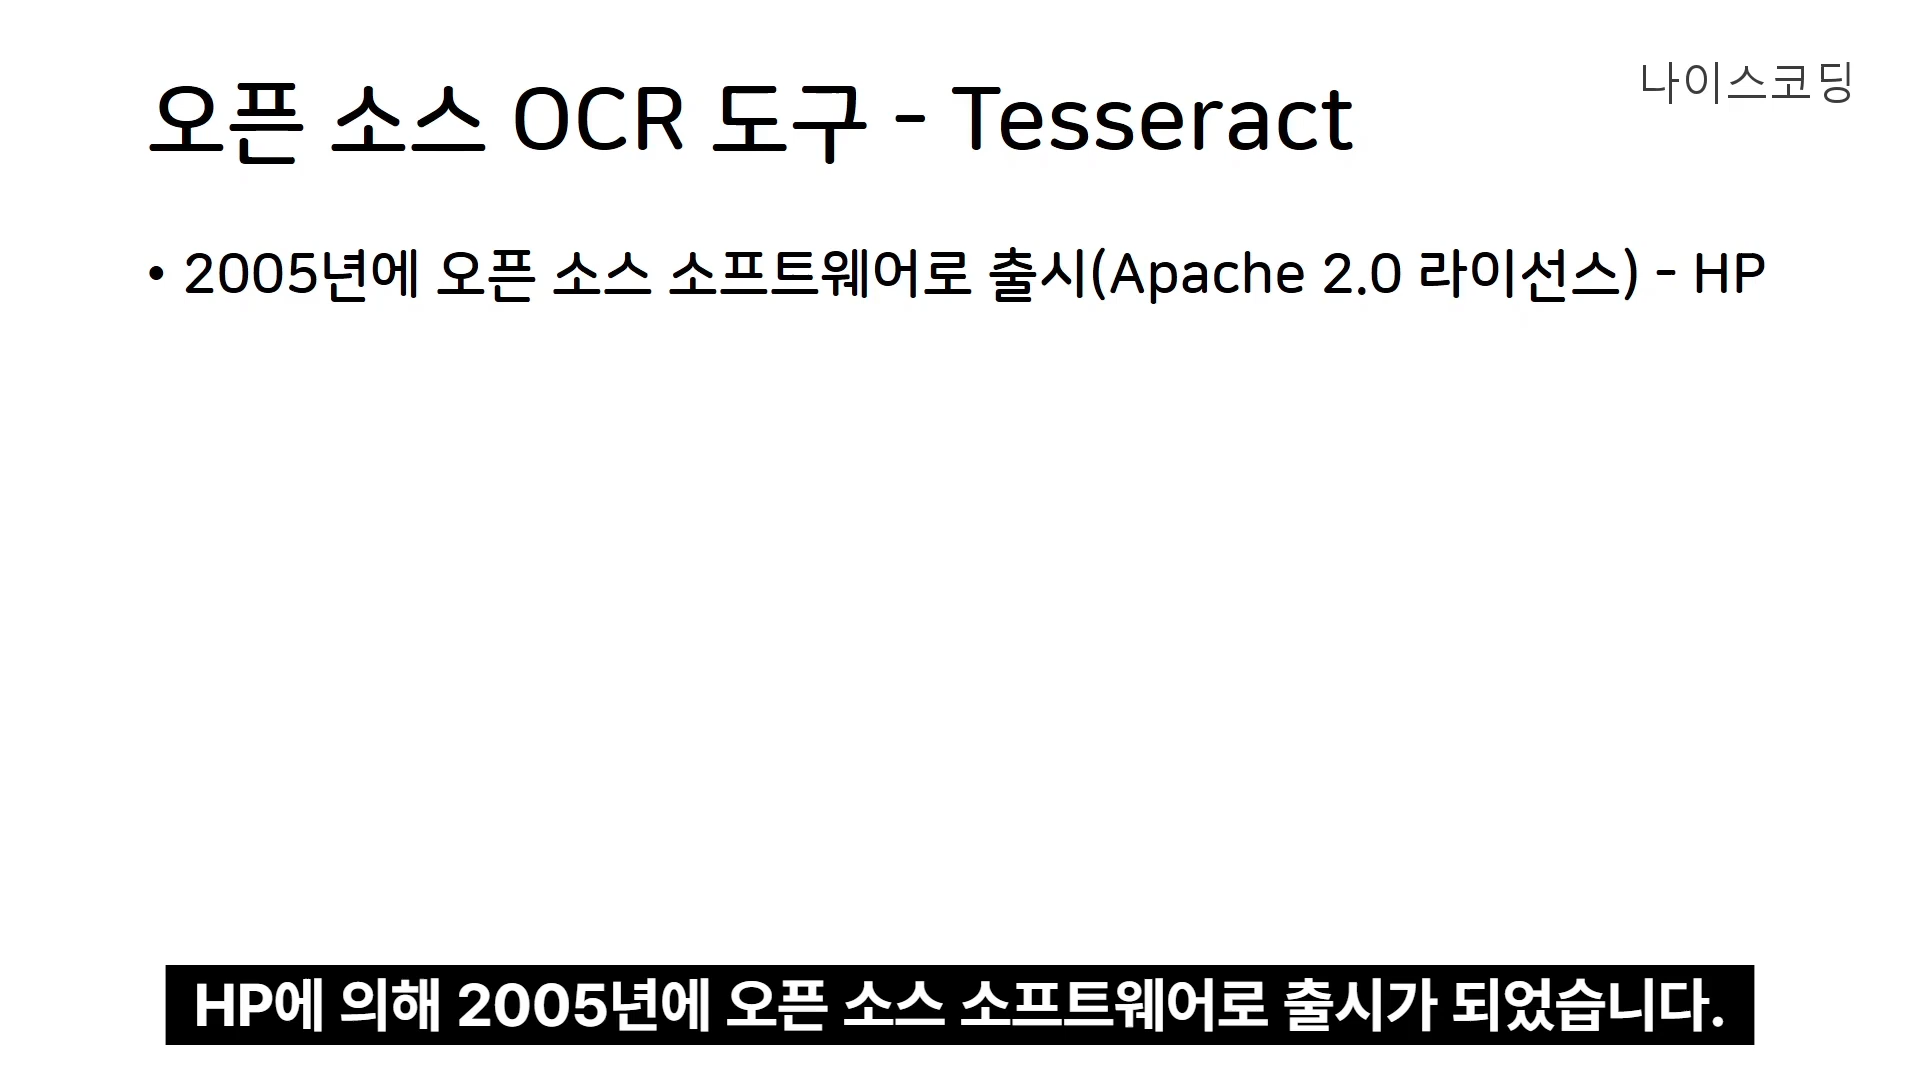 나이스코딩
오픈 소스 OCR 도구 - Tesseract
• 2005년에 오픈 소스 소프트웨어로 출시(Apache 2.0 라이선스) - HP
HP에 의해 2005년에 오픈 소스 소프트웨어로 출시가 되었습니다.